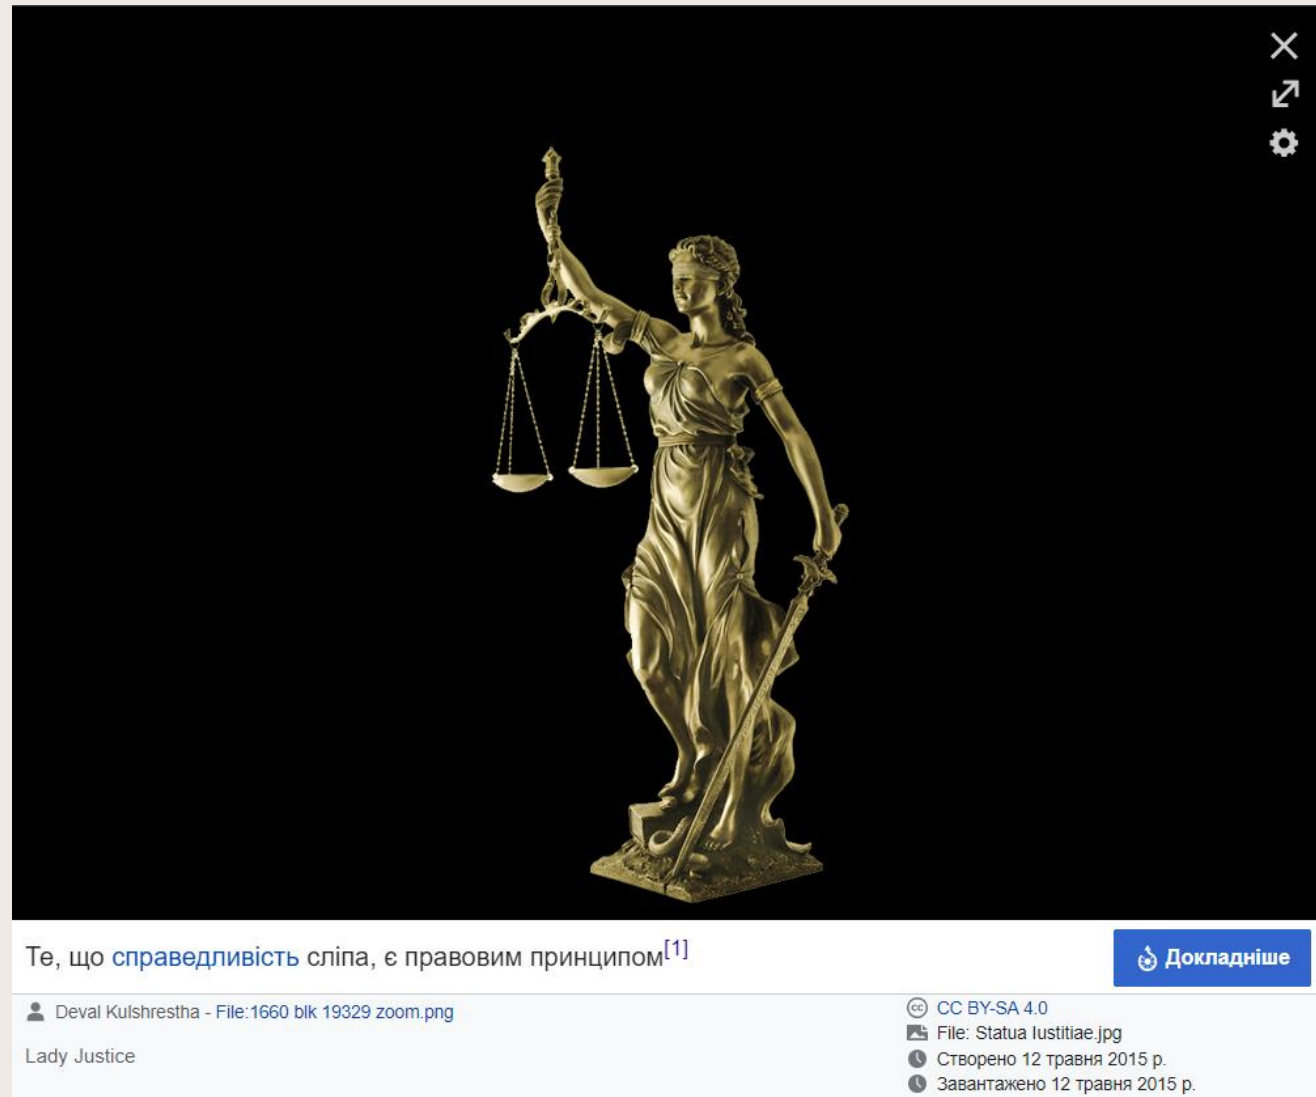 Те, що справедливість сліпа, є правовим принципом[1]
Докладніше
Deval Kulshrestha - File:1660 blk 19329 zoom.png
Lady Justice
CC BY-SA 4.0
File: Statua Iustitiae.jpg
Створено 12 травня 2015 р.
Завантажено 12 травня 2015 р.